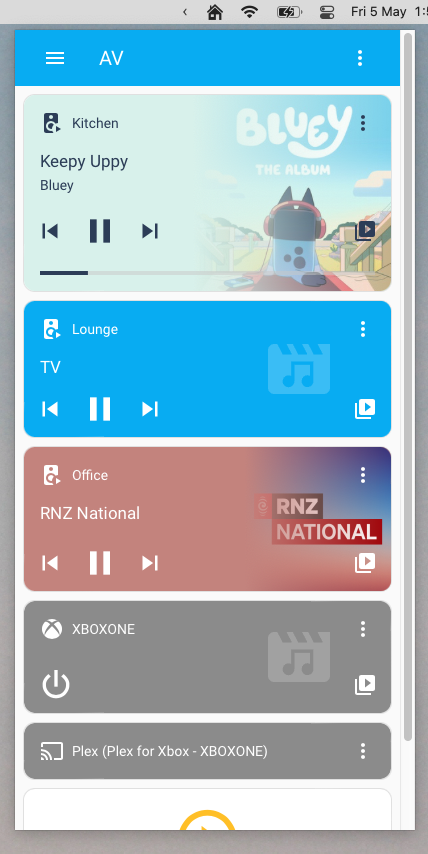 Fri 5 May
AV
Kitchen
BLUEY
THE ALBUM
Keepy Uppy
Bluey
Lounge
TV
Office
RNZ National
RNZ
NATIONAL
XBOXONE
Plex (Plex for Xbox - XBOXONE)